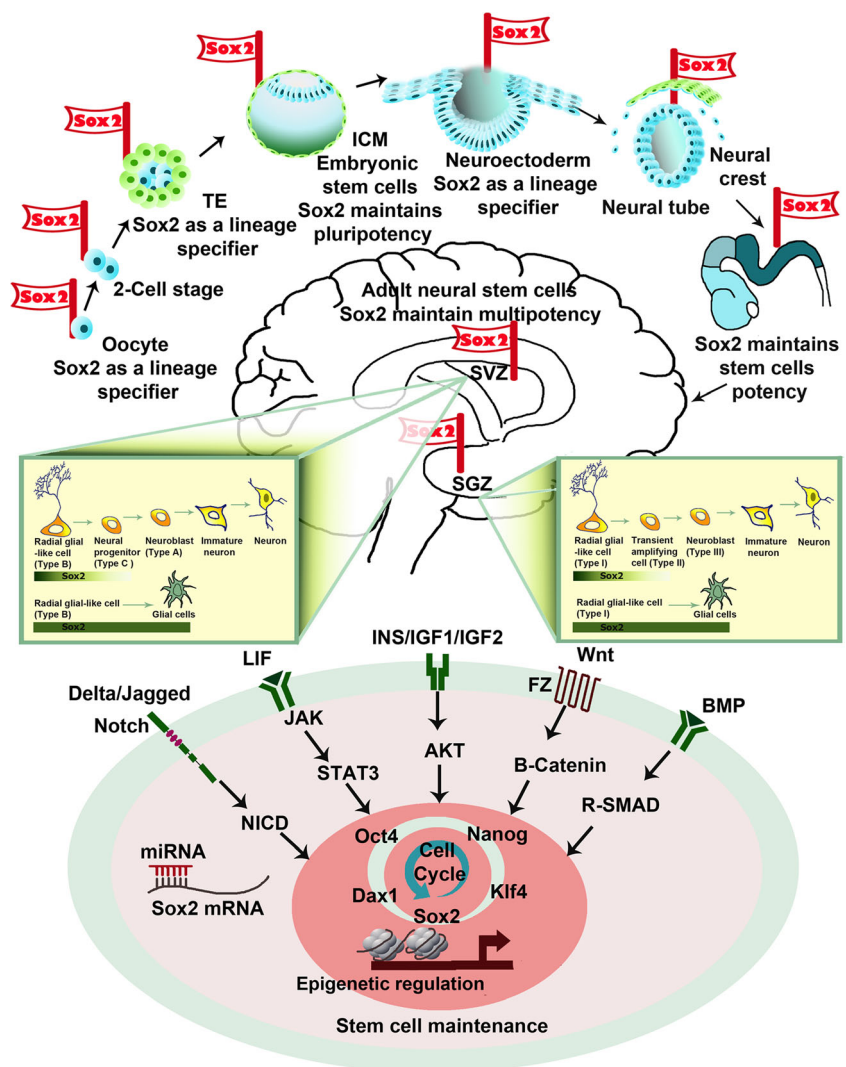 Sox2
Sox2
Sox2
Sox2
Sox2
Sox2
Sox2
Oocyte
Sox2 as a lineage
specifier
2-Cell stage
TE
Sox2 as a lineage
specifier
ICM
Embryonic
stem cells
Sox2 maintains
pluripotency
Neuroectoderm
Sox2 as a lineage
specifier
Neural tube
Neural
crest
Sox2 maintains
stem cells
potency
Adult neural stem cells
Sox2 maintain multipotency
Sox2
SVZ
Sox2
SGZ
Radial glial
-like cell
(Type B)
Neural
progenitor
(Type C )
Neuroblast
(Type A)
Immature
neuron
Neuron
Sox2
Radial glial-like cell
(Type B)
Glial cells
Sox2
Radial glial
-like cell
(Type I)
Transient
amplifying
cell (Type II)
Neuroblast
(Type III)
Immature
neuron
Neuron
Sox2
Radial glial-like cell
(Type I)
Glial cells
Sox2
Delta/Jagged
Notch
NICD
LIF
JAK
STAT3
INS/IGF1/IGF2
AKT
Wnt
FZ
B-Catenin
BMP
R-SMAD
miRNA
Sox2 mRNA
Oct4
Nanog
Cell
Cycle
Dax1
Klf4
Sox2
Epigenetic regulation
Stem cell maintenance